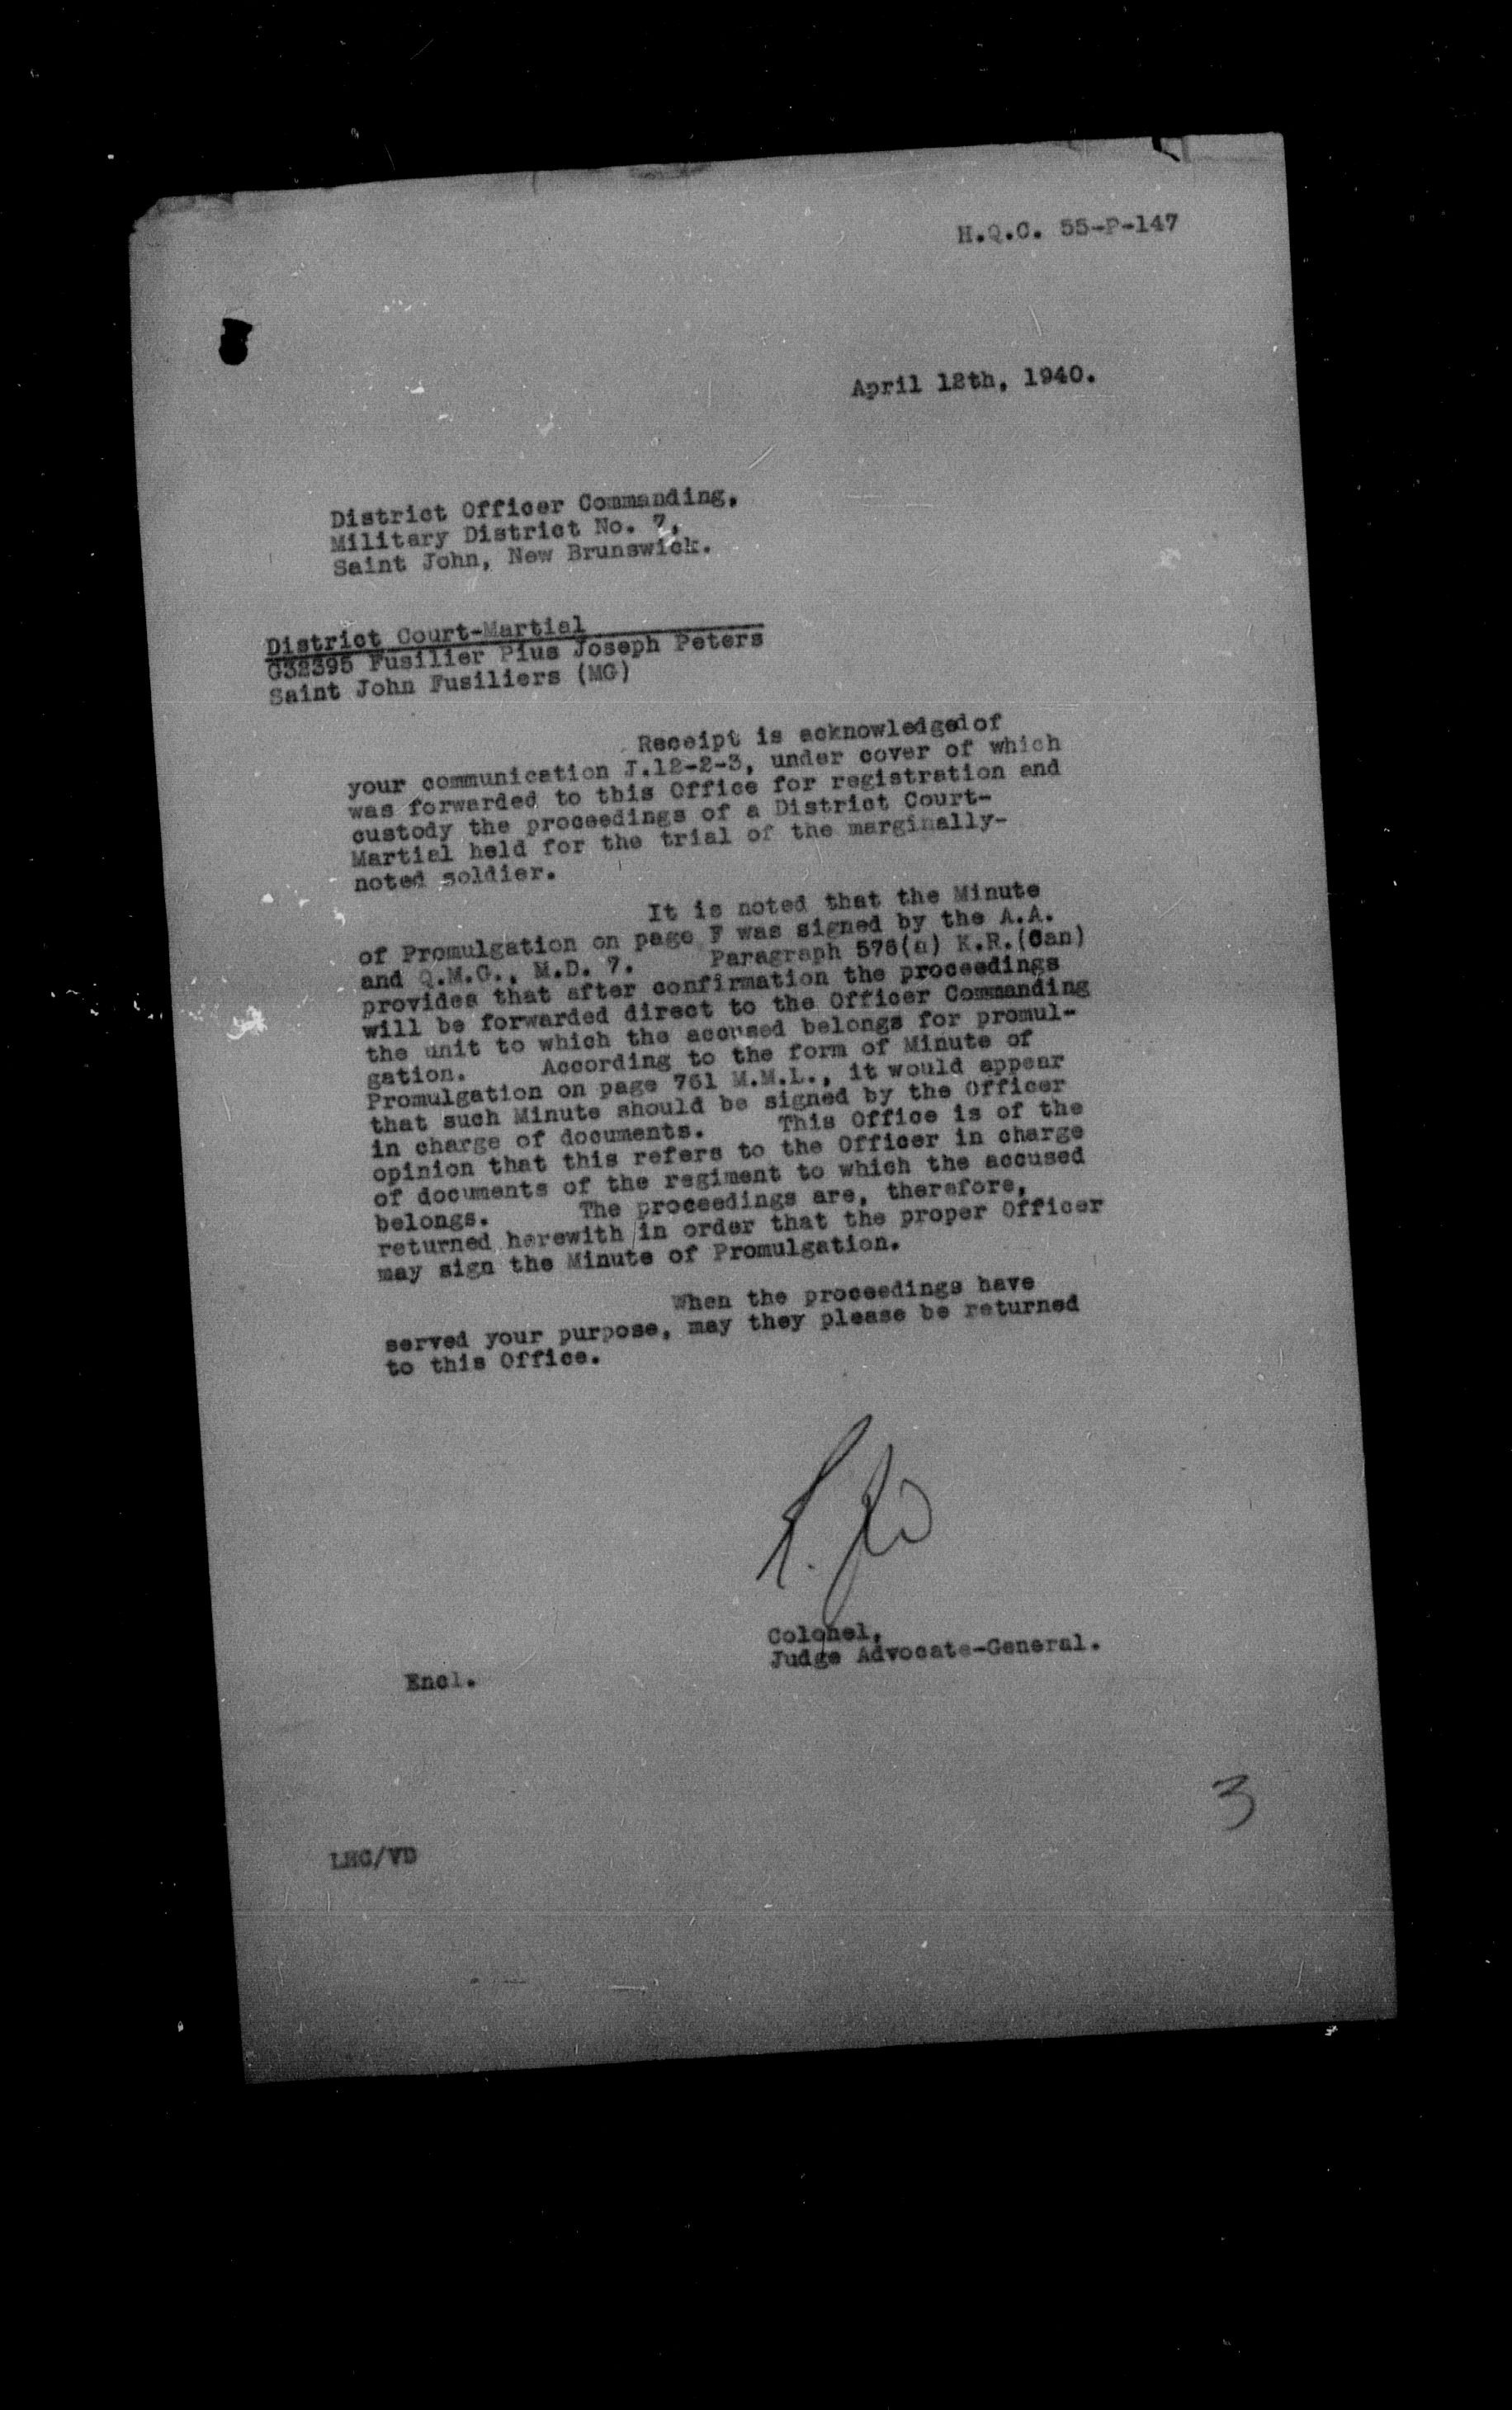 H.Q.C. 55-P-147
April 12th, 1940.
District Officer Commanding,
Military District No. 7,
Saint John, New Brunswick.
District Court-Martial
G32395 Fusilier Pius Joseph Peters
Saint John Fusiliers (MG)
Receipt is acknowledged of
your communication J.12-2-3, under cover of which
was forwarded to this Office for registration and
custody the proceedings of a District Court-
Martial held for the trial of the marginally-
noted soldier.
It is noted that the Minute
of Promulgation on page F was signed by the A.A.
and Q.M.G., M.D. 7. Paragraph 576(a) K.R.(Can)
provides that after confirmation the proceedings
will be forwarded direct to the Officer Commanding
the unit to which the accused belongs for promul-
gation. According to the form of Minute of
Promulgation on page 761 M.M.L., it would appear
that such Minute should be signed by the Officer
in charge of documents. This Office is of the
opinion that this refers to the Officer in charge
of documents of the regiment to which the accused
belongs. The proceedings are, therefore,
returned herewith in order that the proper Officer
may sign the Minute of Promulgation.
When the proceedings have
served your purpose, may they please be returned
to this Office.
Colonel,
Judge Advocate-General.
Encl.
3
LHC/VD